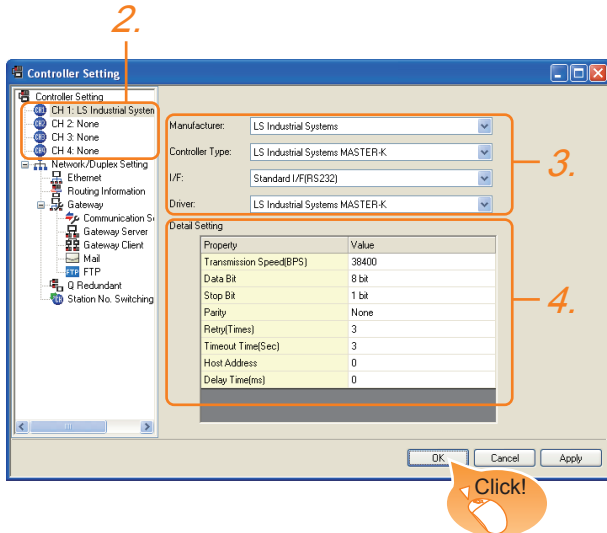 2.
Controller Setting
Controller Setting
CH 1: LS Industrial System
CH 2: None
CH 3: None
CH 4: None
Network/Duplex Setting
Ethernet
Routing Information
Gateway
Communication Se
Gateway Server
Gateway Client
Mail
FTP FTP
Q Redundant
Station No. Switching
Manufacturer: LS Industrial Systems
Controller Type: LS Industrial Systems MASTER-K
I/F: Standard I/F(RS232)
Driver: LS Industrial Systems MASTER-K
3.
Detail Setting
Property Value
Transmission Speed(BPS) 38400
Data Bit 8 bit
Stop Bit 1 bit
Parity None
Retry(Times) 3
Timeout Time(Sec) 3
Host Address 0
Delay Time(ms) 0
4.
OK Cancel Apply
Click!